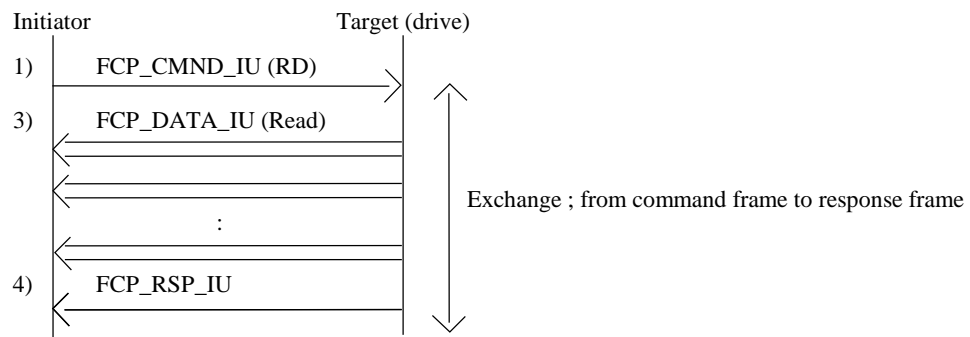 Initiator Target (drive)
1) FCP_CMND_IU (RD)
3) FCP_DATA_IU (Read)
Exchange ; from command frame to response frame
:
4) FCP_RSP_IU